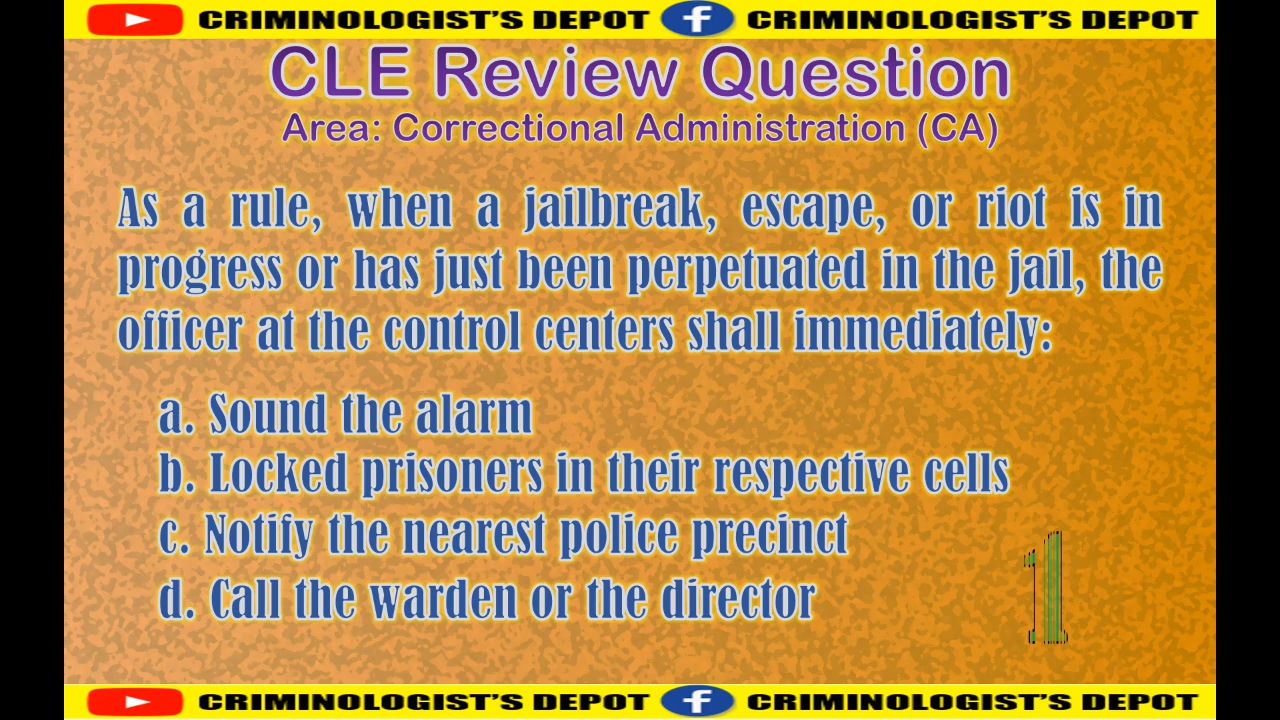 CRIMINOLOGIST'S DEPOT f CRIMINOLOGIST'S DEPOT
CLE Review Question
Area: Correctional Administration (CA)
As a rule, when a jailbreak, escape, or riot is in
progress or has just been perpetuated in the jail, the
officer at the control centers shall immediately:
a. Sound the alarm
b. Locked prisoners in their respective cells
c. Notify the nearest police precinct
d. Call the warden or the director
1
CRIMINOLOGIST'S DEPOT f CRIMINOLOGIST'S DEPOT